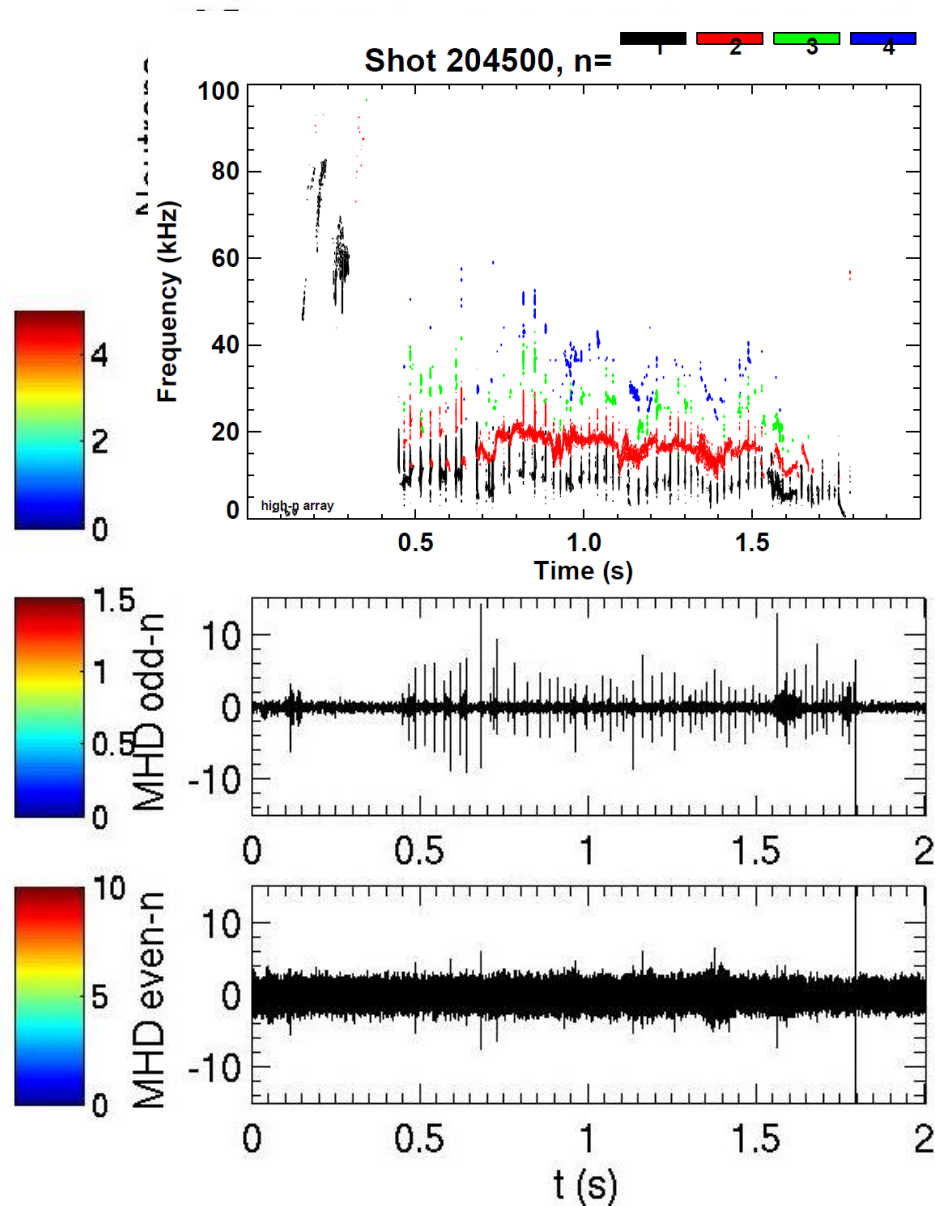 1 2 3 4
Shot 204500, n=
100
80
60
40
20
0
Frequency (kHz)
high-n array
0.5 1.0 1.5
Time (s)
4
2
0
1.5
1
0.5
0
MHD odd-n
10
0
-10
0 0.5 1 1.5 2
10
5
0
MHD even-n
10
0
-10
0 0.5 1 1.5 2
t (s)